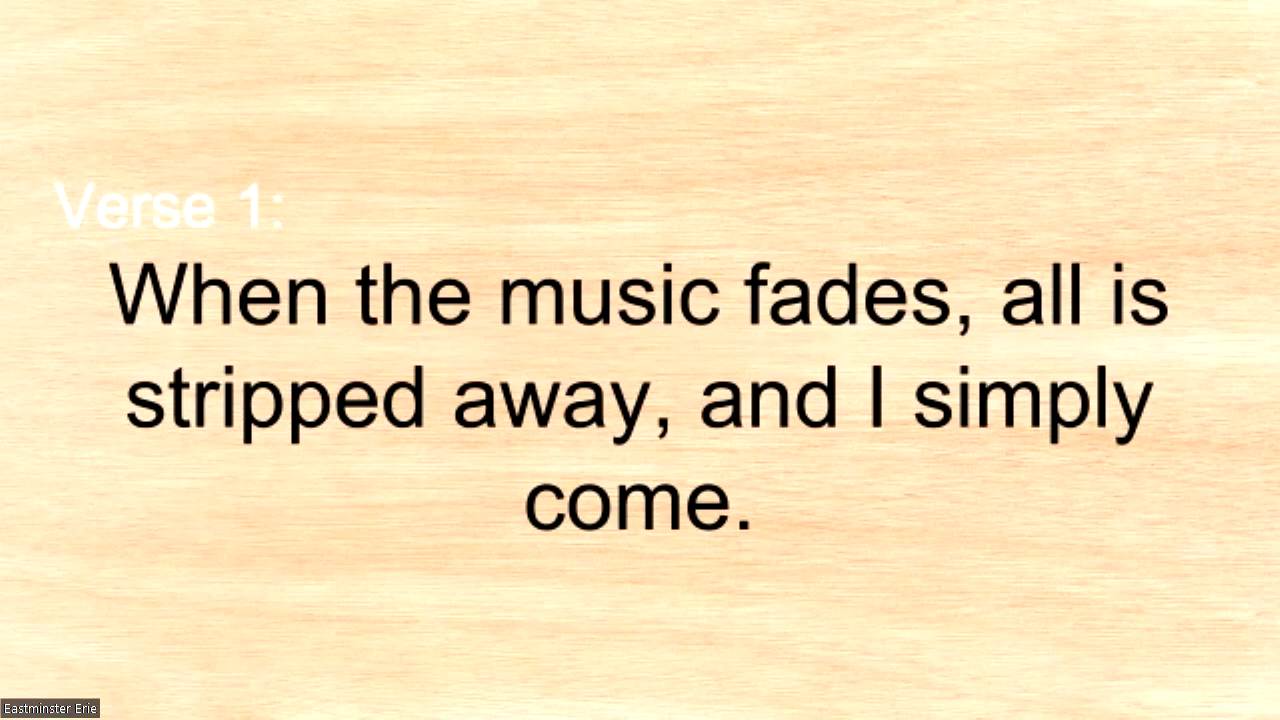 Verse 1:
When the music fades, all is
stripped away, and I simply
come.
Eastminster Erie